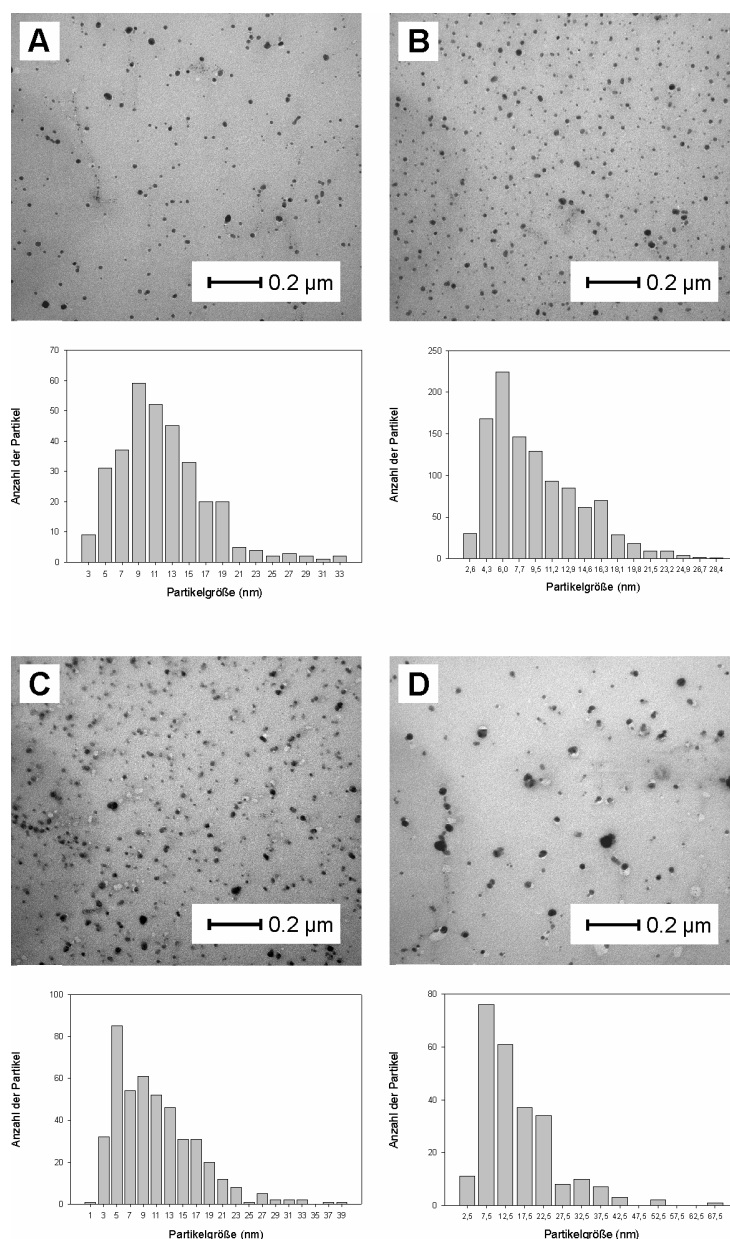 A
B
0.2 µm
0.2 µm
70
60
50
40
30
20
10
0
Anzahl der Partikel
3 5 7 9 11 13 15 17 19 21 23 25 27 29 31 33
Partikelgröße (nm)
250
200
150
100
50
0
Anzahl der Partikel
2,6 4,3 6,0 7,7 9,5 11,2 12,9 14,6 16,3 18,1 19,8 21,5 23,2 24,9 26,7 28,4
Partikelgröße (nm)
C
D
0.2 µm
0.2 µm
100
80
60
40
20
0
Anzahl der Partikel
1 3 5 7 9 11 13 15 17 19 21 23 25 27 29 31 33 35 37 39
Partikelgröße (nm)
80
60
40
20
0
Anzahl der Partikel
2,5 7,5 12,5 17,5 22,5 27,5 32,5 37,5 42,5 47,5 52,5 57,5 62,5 67,5
Partikelgröße (nm)